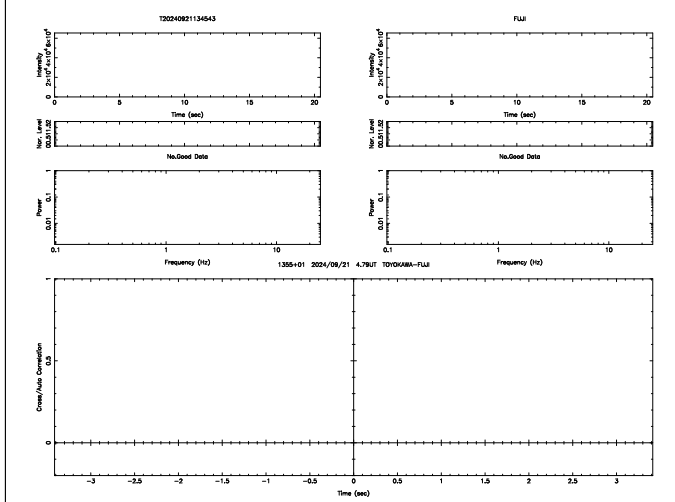 T20240921134543 FUJI
Intensity 0 2×10⁴ 4×10⁴ 6×10⁴ Intensity 0 2×10⁴ 4×10⁴ 6×10⁴
0 5 10 15 20 0 5 10 15 20
Time (sec) Time (sec)
Nor. Level 00.511.52 Nor. Level 00.511.52
No.Good Data No.Good Data
Power 0.01 0.1 1 Power 0.01 0.1 1
0.1 1 10 0.1 1 10
Frequency (Hz) Frequency (Hz)
1355+01 2024/09/21 4.79UT TOYOKAWA-FUJI
Cross/Auto Correlation 0 0.5 1
-3 -2.5 -2 -1.5 -1 -0.5 0 0.5 1 1.5 2 2.5 3
Time (sec)